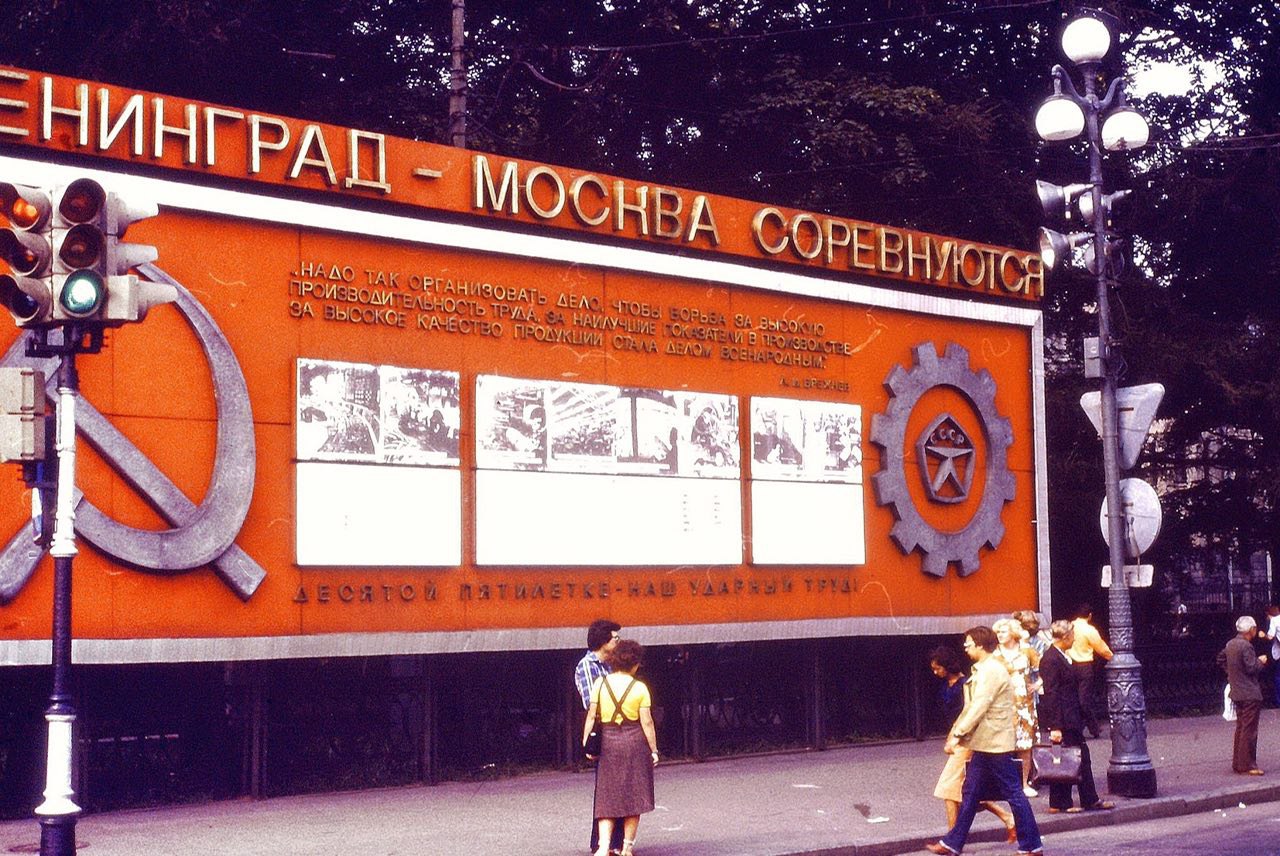 ЕНИНГРАД - МОСКВА СОРЕВНУЮТСЯ
„НАДО ТАК ОРГАНИЗОВАТЬ ДЕЛО, ЧТОБЫ БОРЬБА ЗА ВЫСОКУЮ
ПРОИЗВОДИТЕЛЬНОСТЬ ТРУДА, ЗА НАИЛУЧШИЕ ПОКАЗАТЕЛИ В ПРОИЗВОДСТВЕ,
ЗА ВЫСОКОЕ КАЧЕСТВО ПРОДУКЦИИ СТАЛА ДЕЛОМ ВСЕНАРОДНЫМ."
Л. И. БРЕЖНЕВ
СССР
ДЕСЯТОЙ ПЯТИЛЕТКЕ-НАШ УДАРНЫЙ ТРУД!